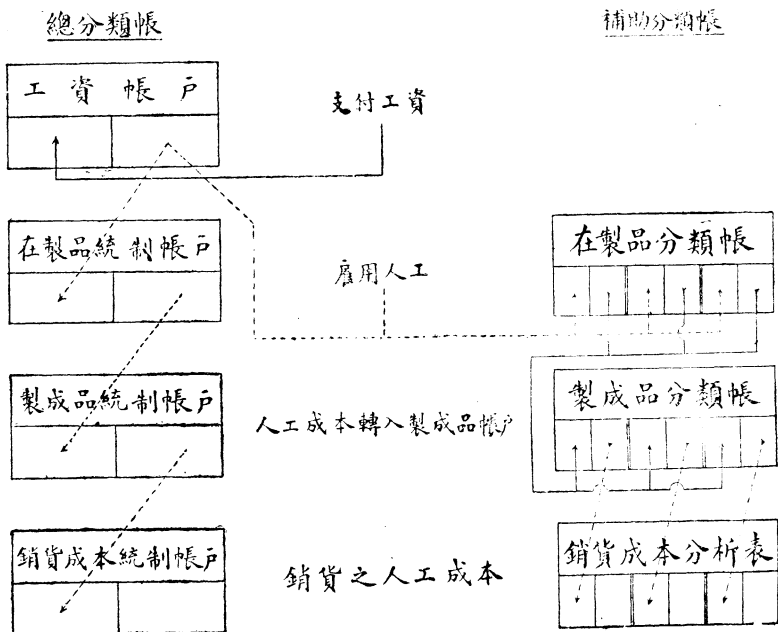 總分類帳
補助分類帳
工資帳戶
支付工資
在製品統制帳戶
雇用人工
在製品分類帳
製成品統制帳戶
人工成本轉入製成品帳戶
製成品分類帳
銷貨成本統制帳戶
銷貨之人工成本
銷貨成本分析表